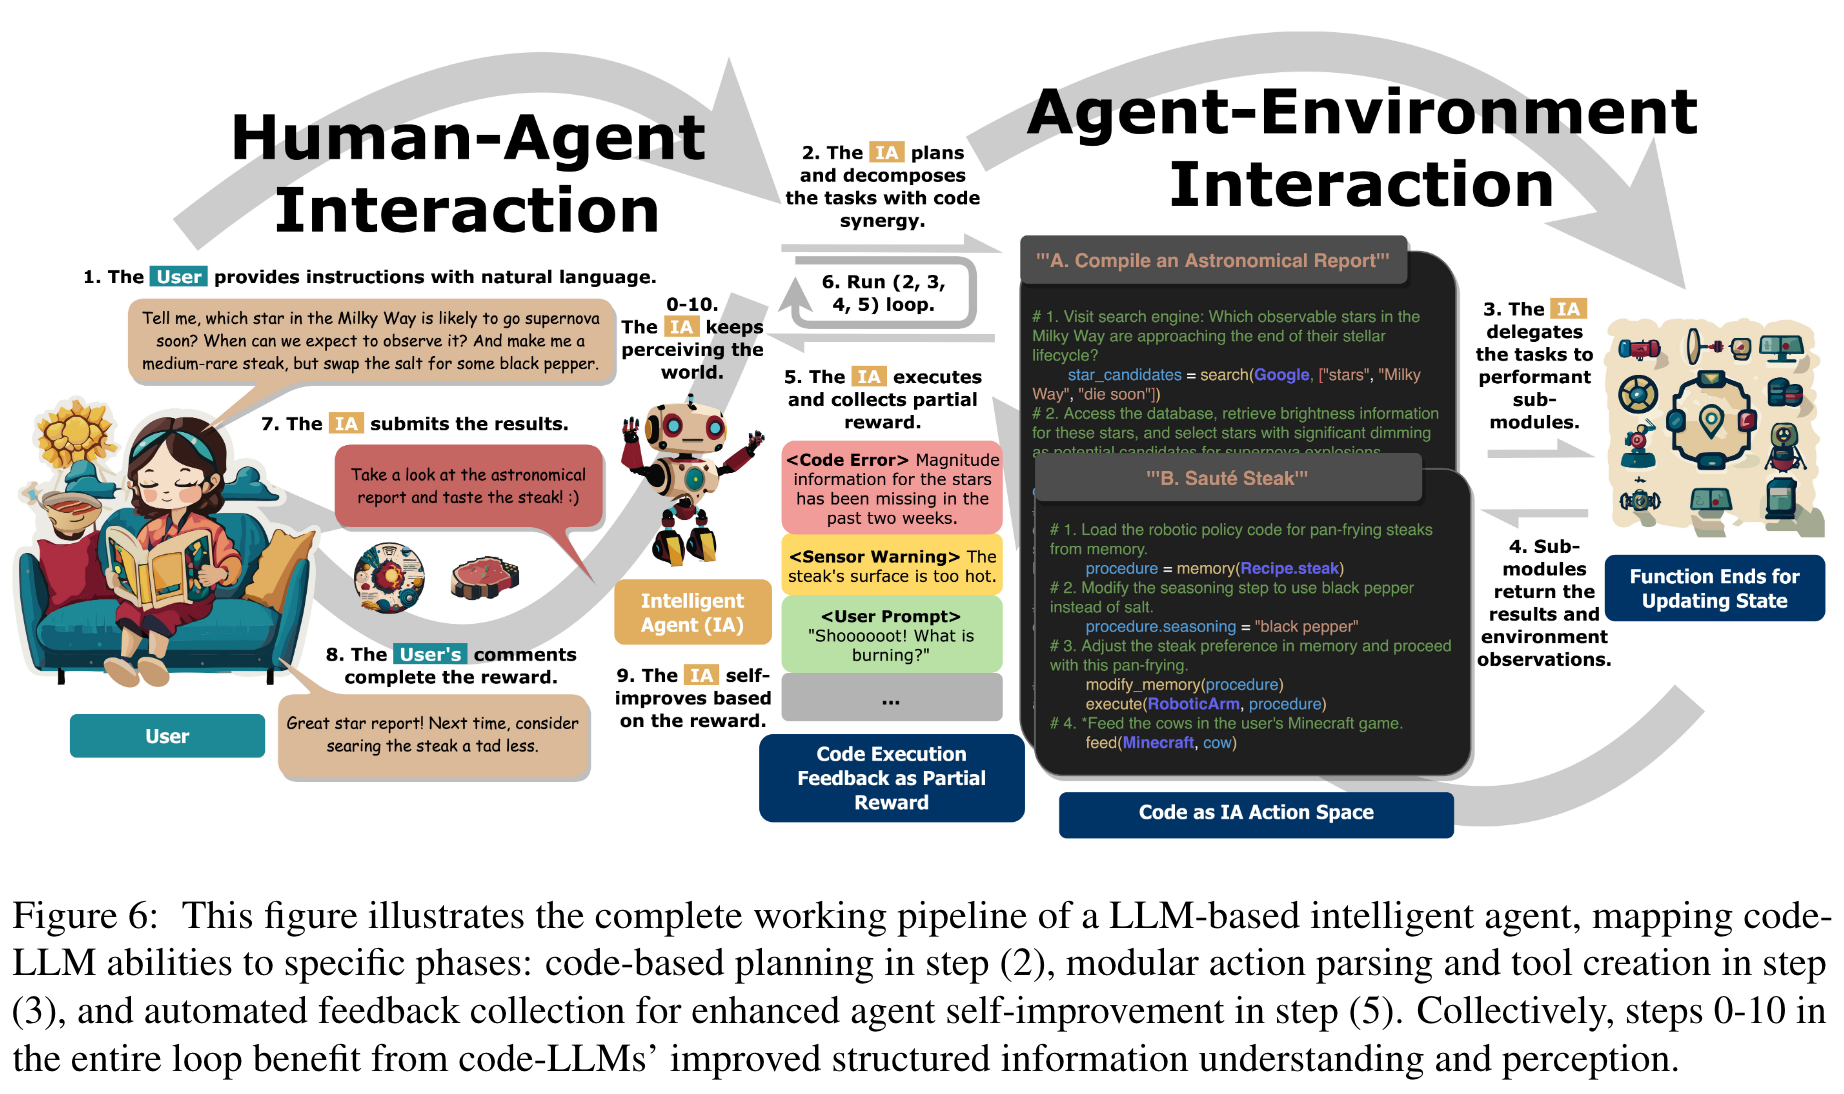 Human-Agent
Interaction
1. The User provides instructions with natural language.
Tell me, which star in the Milky Way is likely to go supernova
soon? When can we expect to observe it? And make me a
medium-rare steak, but swap the salt for some black pepper.
7. The IA submits the results.
Take a look at the astronomical
report and taste the steak! :)
8. The User's comments
complete the reward.
Great star report! Next time, consider
searing the steak a tad less.
User
0-10.
The IA keeps
perceiving the
world.
Intelligent
Agent (IA)
9. The IA self-
improves based
on the reward.
2. The IA plans
and decomposes
the tasks with code
synergy.
6. Run (2, 3,
4, 5) loop.
5. The IA executes
and collects partial
reward.
<Code Error> Magnitude
information for the stars
has been missing in the
past two weeks.
<Sensor Warning> The
steak's surface is too hot.
<User Prompt>
"Shoooooot! What is
burning?"
...
Code Execution
Feedback as Partial
Reward
Agent-Environment
Interaction
'''A. Compile an Astronomical Report'''
# 1. Visit search engine: Which observable stars in the
Milky Way are approaching the end of their stellar
lifecycle?
star_candidates = search(Google, ["stars", "Milky
Way", "die soon"])
# 2. Access the database, retrieve brightness information
for these stars, and select stars with significant dimming
as potential candidates for supernova explosions.
'''B. Sauté Steak'''
# 1. Load the robotic policy code for pan-frying steaks
from memory.
procedure = memory(Recipe.steak)
# 2. Modify the seasoning step to use black pepper
instead of salt.
procedure.seasoning = "black pepper"
# 3. Adjust the steak preference in memory and proceed
with this pan-frying.
modify_memory(procedure)
execute(RoboticArm, procedure)
# 4. *Feed the cows in the user's Minecraft game.
feed(Minecraft, cow)
Code as IA Action Space
3. The IA
delegates
the tasks to
performant
sub-
modules.
4. Sub-
modules
return the
results and
environment
observations.
Function Ends for
Updating State
Figure 6: This figure illustrates the complete working pipeline of a LLM-based intelligent agent, mapping code-
LLM abilities to specific phases: code-based planning in step (2), modular action parsing and tool creation in step
(3), and automated feedback collection for enhanced agent self-improvement in step (5). Collectively, steps 0-10 in
the entire loop benefit from code-LLMs’ improved structured information understanding and perception.